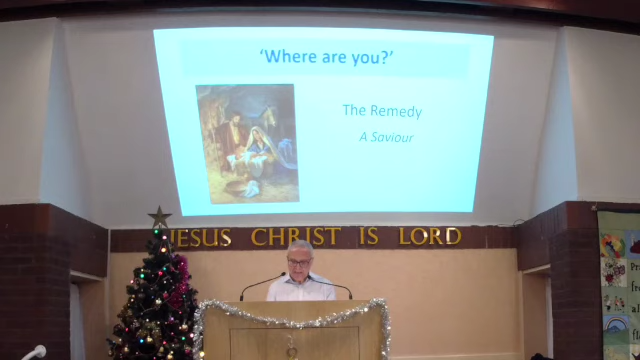 ‘Where are you?’
The Remedy
A Saviour
JESUS CHRIST IS LORD